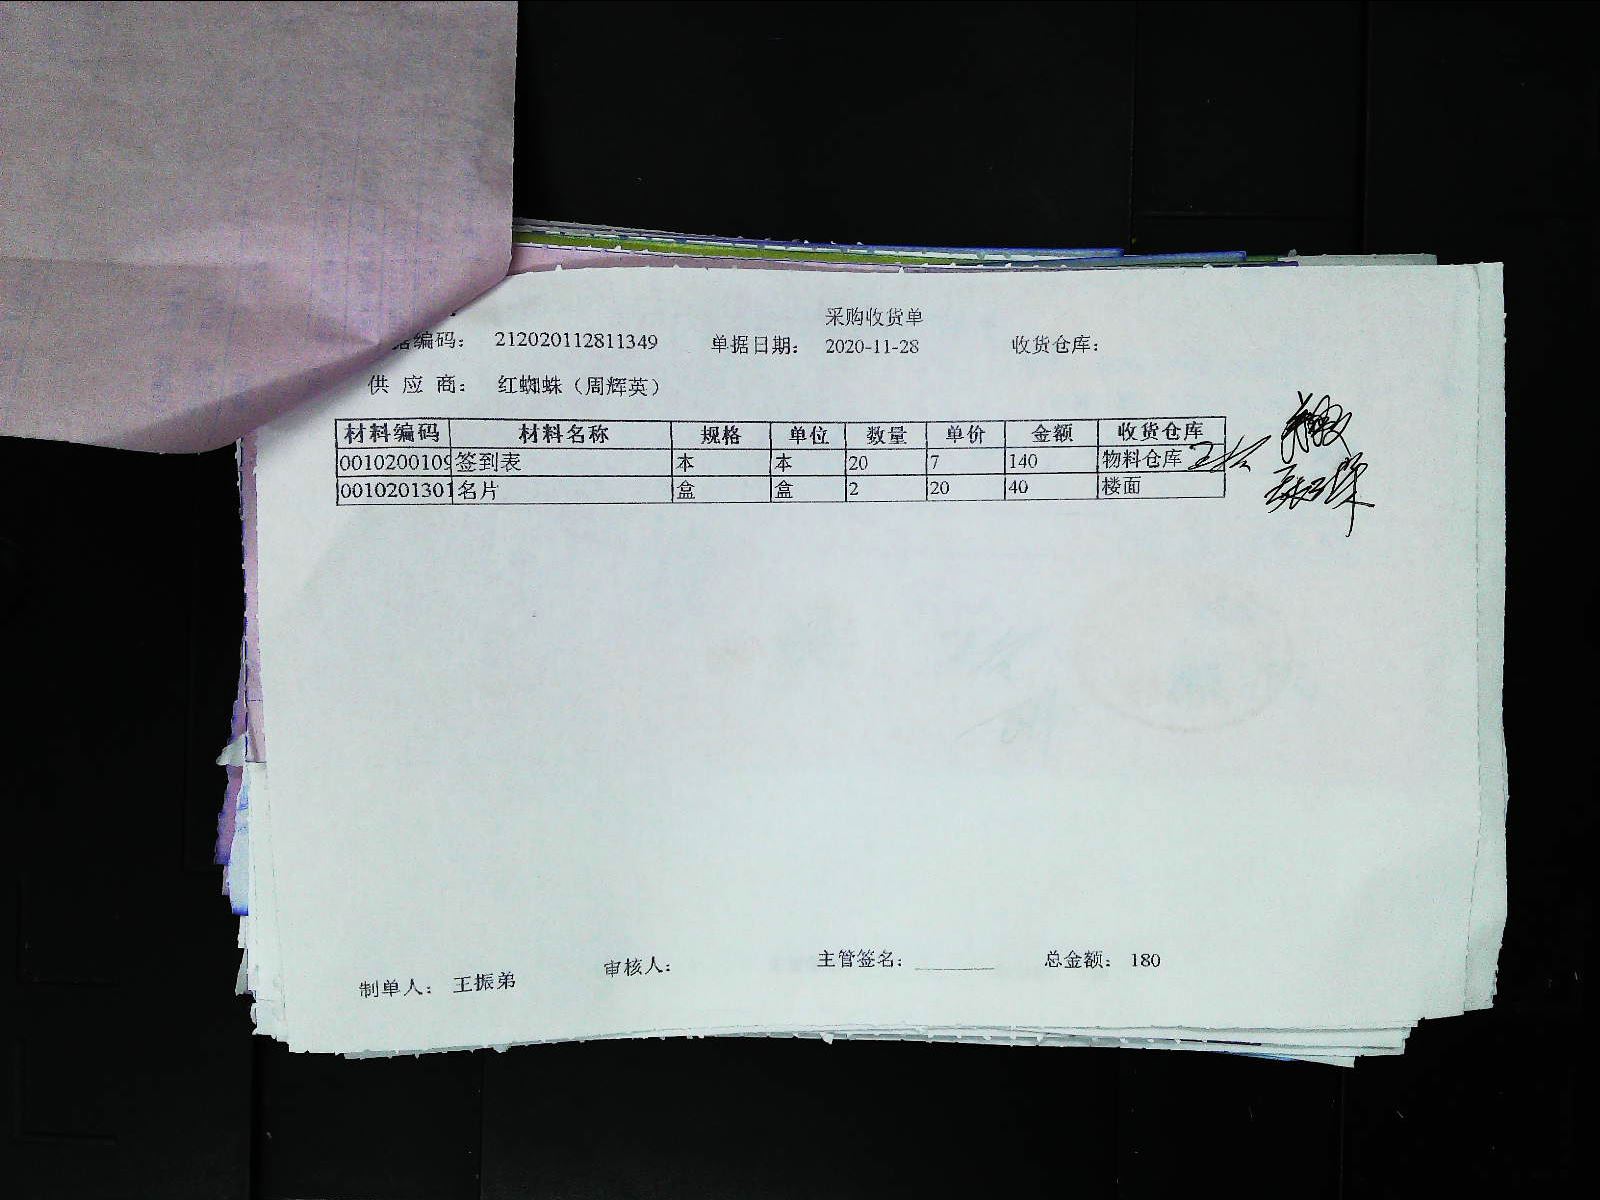 采购收货单
据编码： 212020112811349 单据日期： 2020-11-28 收货仓库：
供 应 商： 红蜘蛛（周辉英）
材料编码 材料名称 规格 单位 数量 单价 金额 收货仓库
0010200109 签到表 本 本 20 7 140 物料仓库
0010201301 名片 盒 盒 2 20 40 楼面
制单人： 王振弟 审核人： 主管签名： 总金额： 180